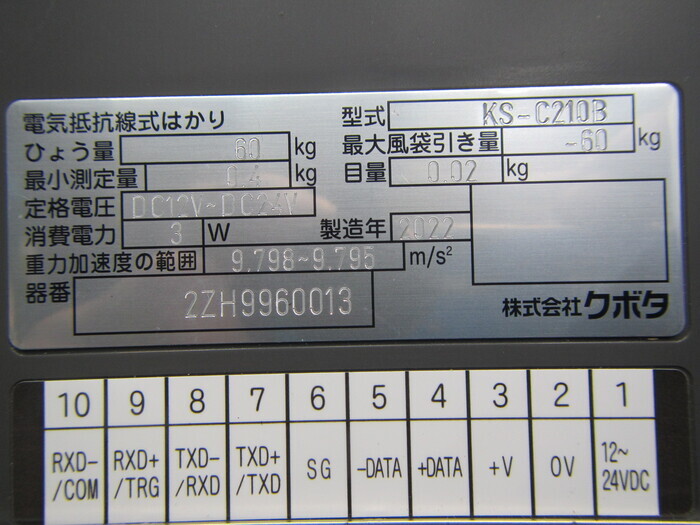 電気抵抗線式はかり 型式 KS-C210B
ひょう量 60 kg 最大風袋引き量 -60 kg
最小測定量 0.4 kg 目量 0.02 kg
定格電圧 DC12V~DC24V
消費電力 3 W 製造年 2022
重力加速度の範囲 9.798~9.795 m/s²
器番 2ZH9960013
株式会社クボタ
10 9 8 7 6 5 4 3 2 1
RXD- RXD+ TXD- TXD+ SG -DATA +DATA +V 0V 12~
/COM /TRG /RXD /TXD 24VDC